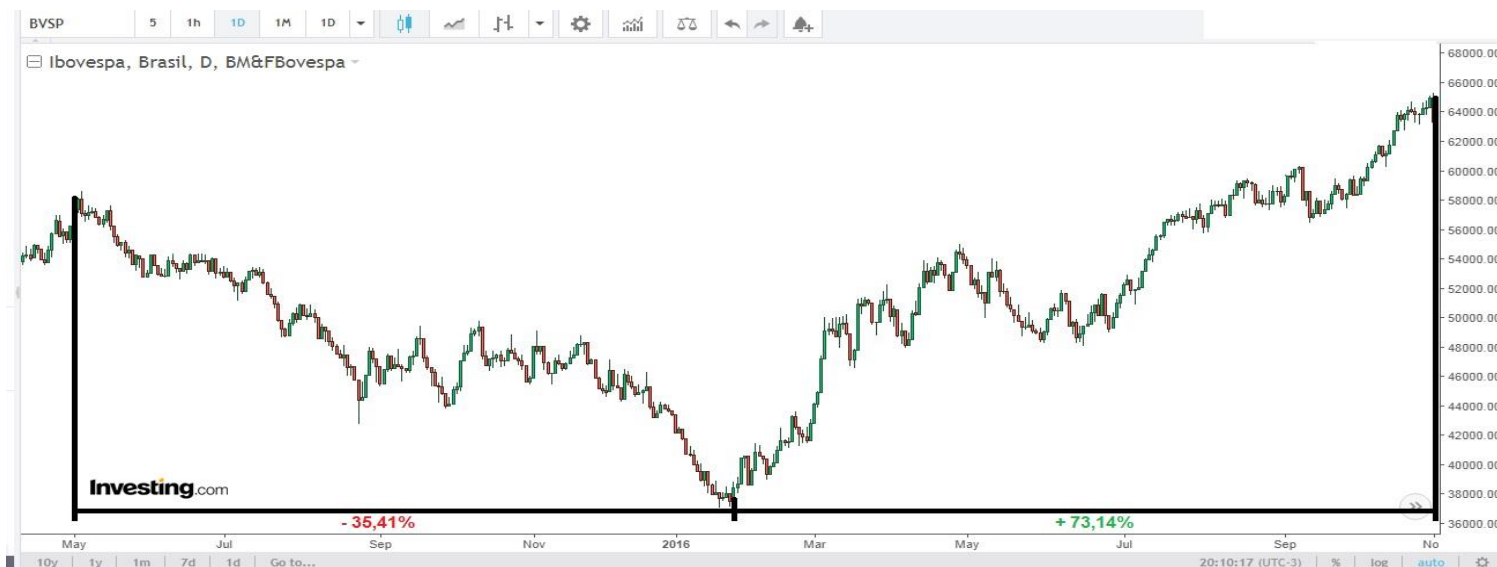 BVSP 5 1h 1D 1M 1D
Ibovespa, Brasil, D, BM&FBovespa
68000.00
66000.00
64000.00
62000.00
60000.00
58000.00
56000.00
54000.00
52000.00
50000.00
48000.00
46000.00
44000.00
42000.00
40000.00
38000.00
36000.00
Investing.com
- 35,41% + 73,14%
May Jul Sep Nov 2016 Mar May Jul Sep No
10y 1y 1m 7d 1d Go to... 20:10:17 (UTC-3) % log auto